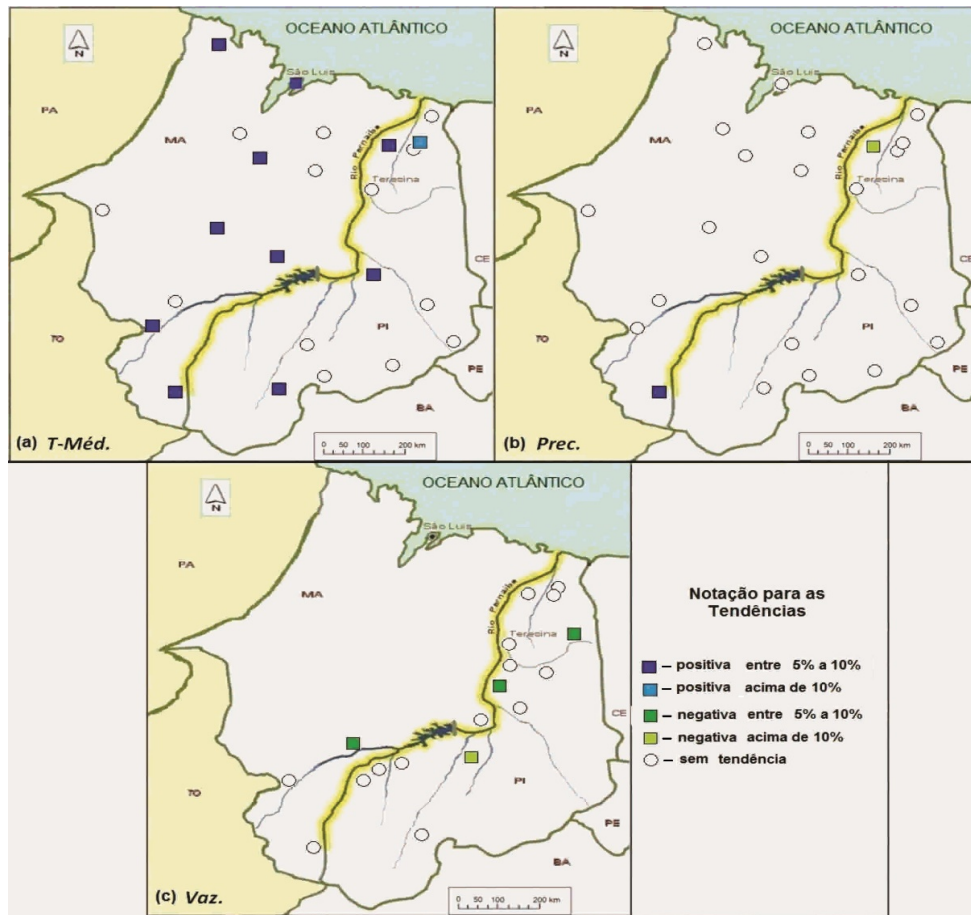 OCEANO ATLÂNTICO
N
São Luis
PA
MA
Rio Parnaíba
Teresina
CE
TO
PI
PE
BA
(a) T-Méd.
0 50 100 200 km
OCEANO ATLÂNTICO
N
São Luis
PA
MA
Rio Parnaíba
Teresina
CE
TO
PI
PE
BA
(b) Prec.
0 50 100 200 km
OCEANO ATLÂNTICO
N
São Luis
PA
MA
Rio Parnaíba
Teresina
CE
TO
PI
PE
BA
(c) Vaz.
0 50 100 200 km
Notação para as
Tendências
– positiva entre 5% a 10%
– positiva acima de 10%
– negativa entre 5% a 10%
– negativa acima de 10%
– sem tendência